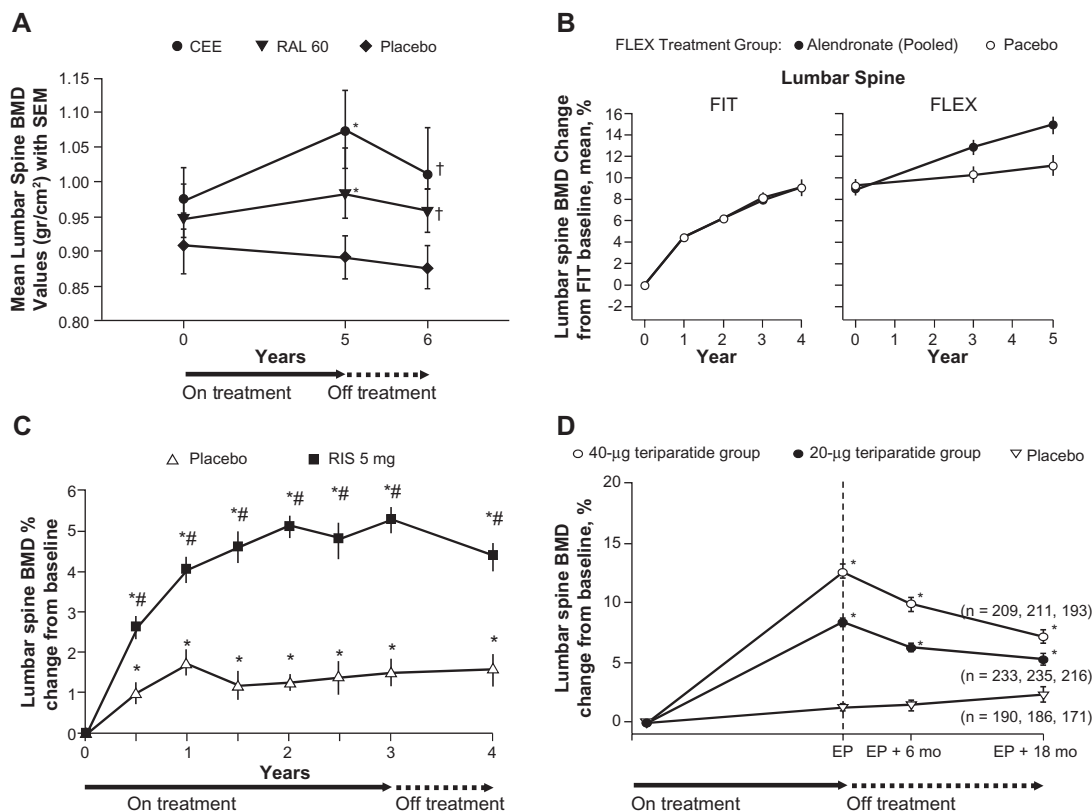 A
CEE RAL 60 Placebo
Mean Lumbar Spine BMD
Values (gr/cm²) with SEM
1.15
1.10
1.05
1.00
0.95
0.90
0.85
0.80
*
*
†
†
0 5 6
Years
On treatment Off treatment
B
FLEX Treatment Group: Alendronate (Pooled) Pacebo
Lumbar Spine
FIT FLEX
Lumbar spine BMD Change
from FIT baseline, mean, %
16
14
12
10
8
6
4
2
0
-2
0 1 2 3 4
Year
0 1 2 3 4 5
Year
C
Placebo RIS 5 mg
Lumbar spine BMD %
change from baseline
6
5
4
3
2
1
0
*# *# *# *# *# *# *#
* * * * * * *
0 1 2 3 4
Years
On treatment Off treatment
D
40-μg teriparatide group 20-μg teriparatide group Placebo
Lumbar spine BMD
change from baseline, %
20
15
10
5
0
* * *
* * *
(n = 209, 211, 193)
(n = 233, 235, 216)
(n = 190, 186, 171)
EP EP + 6 mo EP + 18 mo
On treatment Off treatment